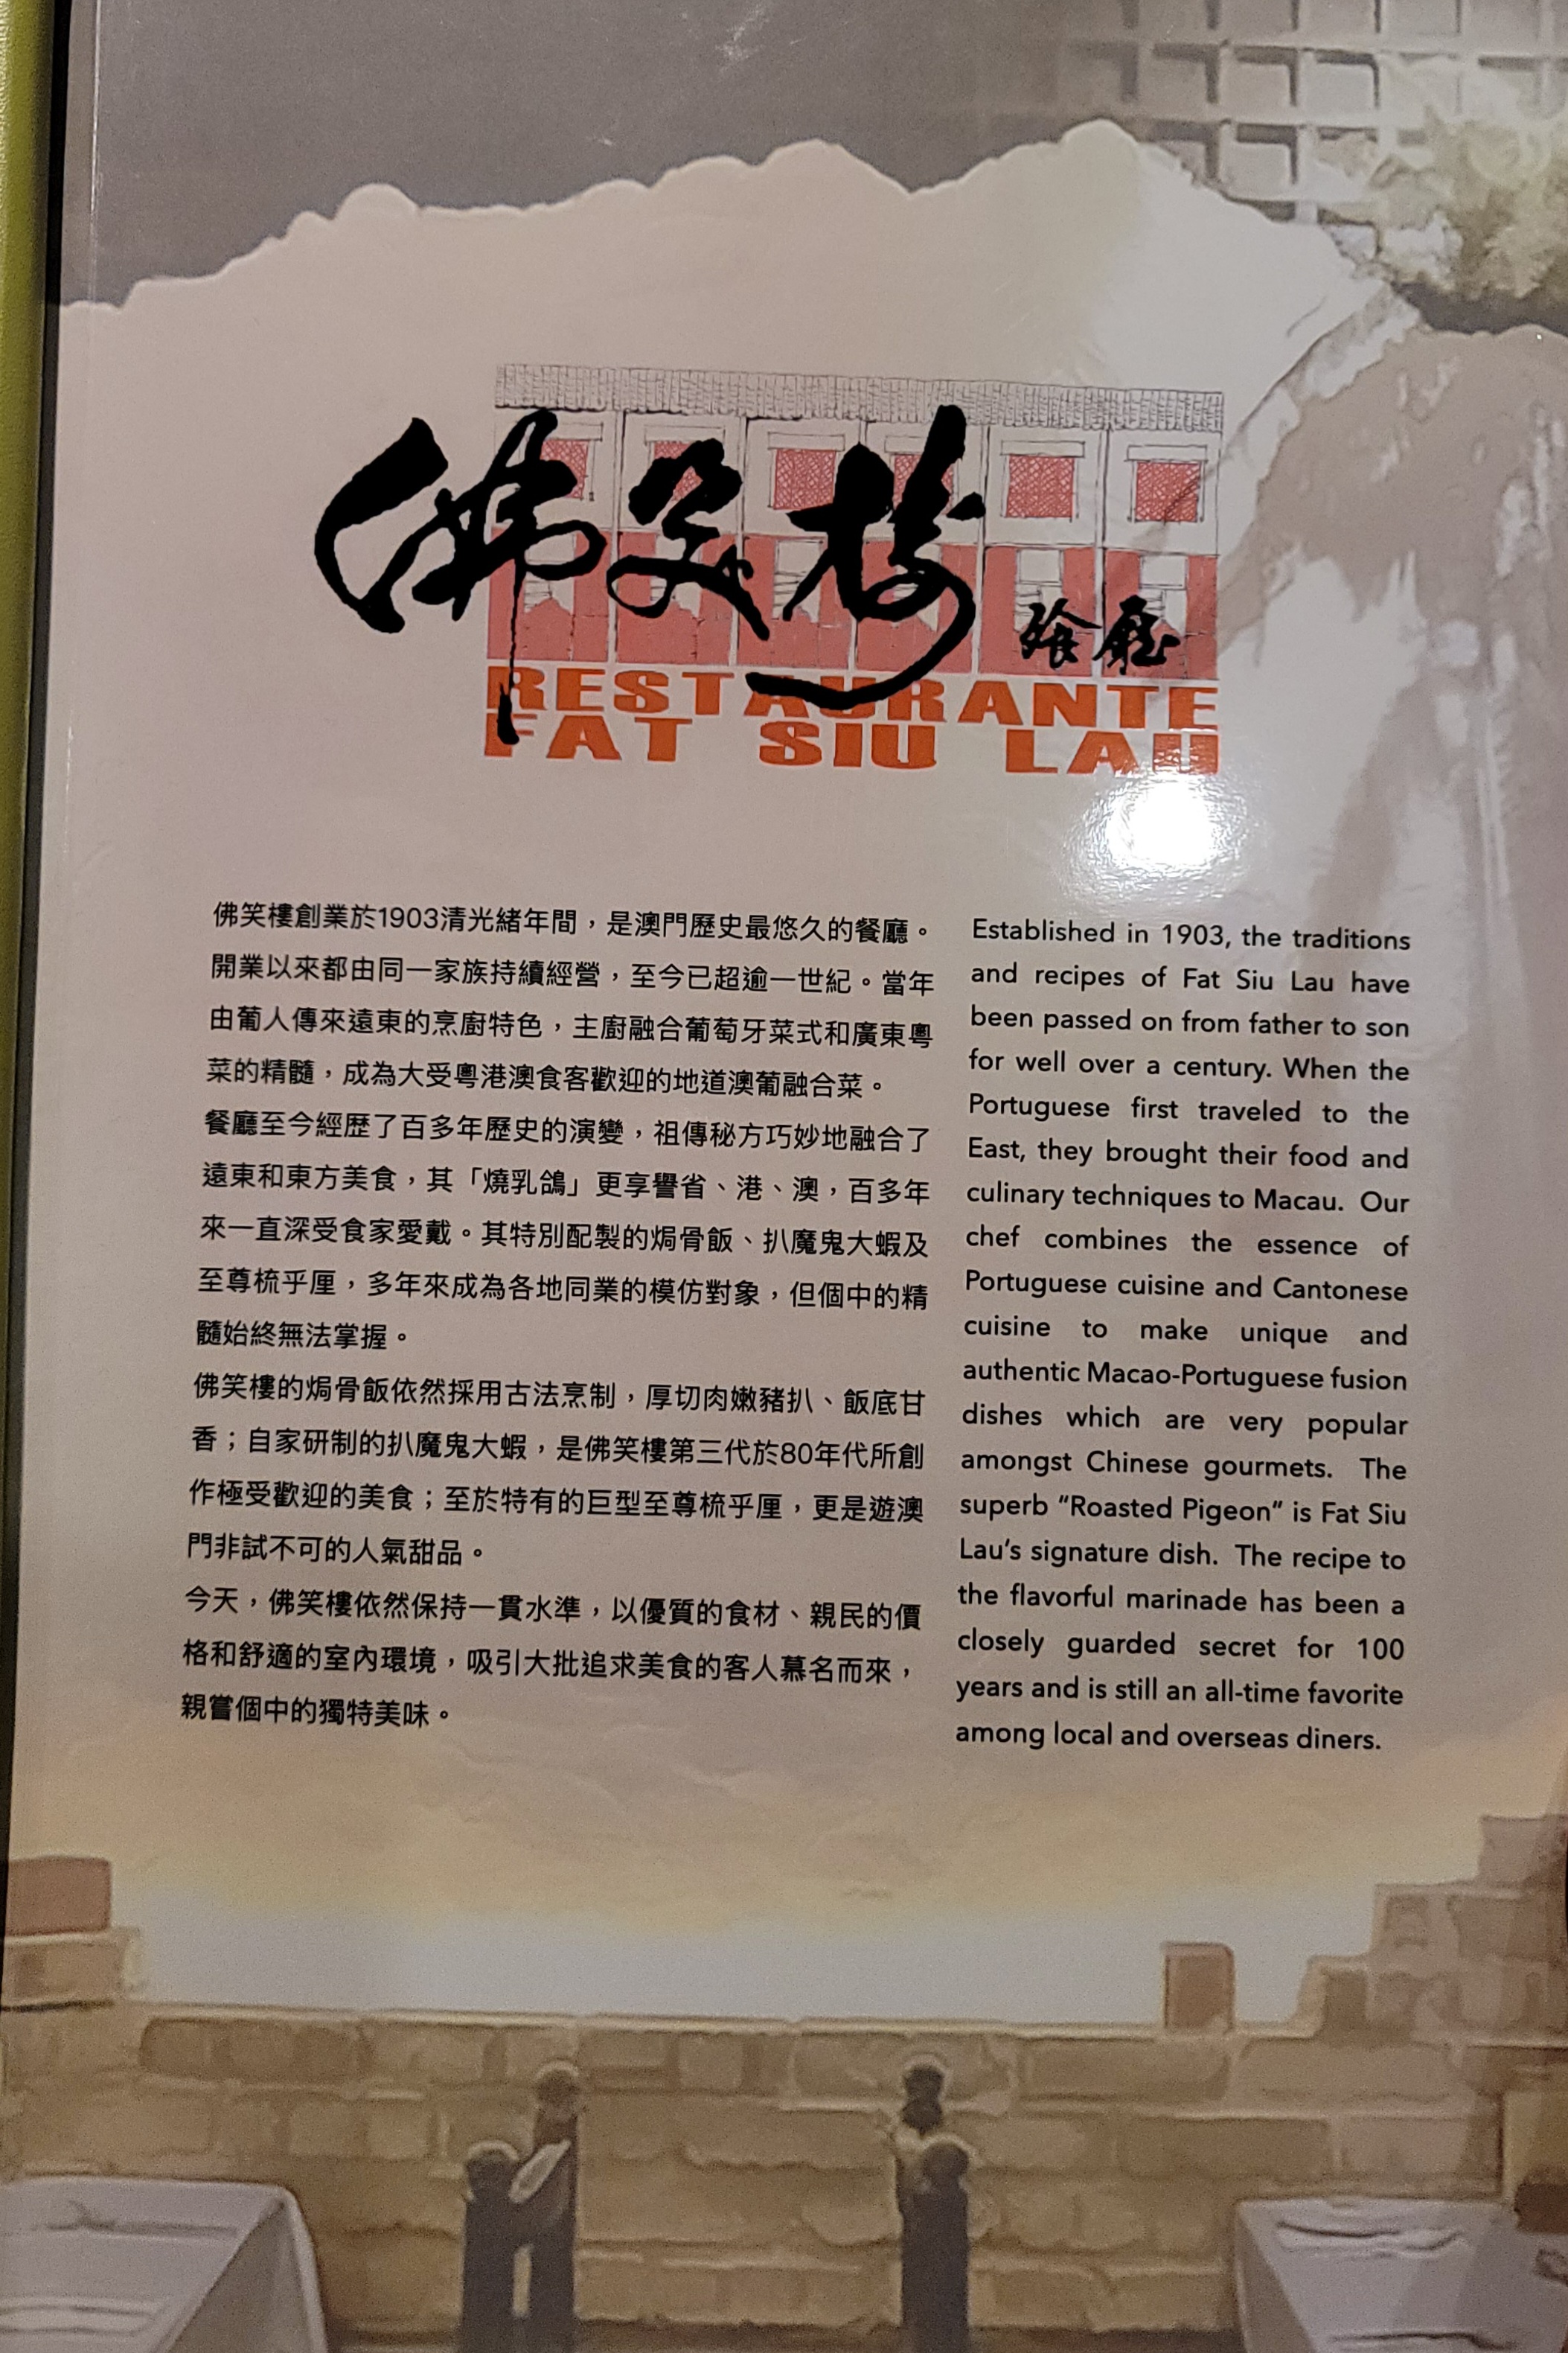 佛笑樓
餐廳
RESTAURANTE
FAT SIU LAU
佛笑樓創業於1903清光緒年間，是澳門歷史最悠久的餐廳。
開業以來都由同一家族持續經營，至今已超逾一世紀。當年
由葡人傳來遠東的烹廚特色，主廚融合葡萄牙菜式和廣東粵
菜的精髓，成為大受粵港澳食客歡迎的地道澳葡融合菜。
餐廳至今經歷了百多年歷史的演變，祖傳秘方巧妙地融合了
遠東和東方美食，其「燒乳鴿」更享譽省、港、澳，百多年
來一直深受食家愛戴。其特別配製的焗骨飯、扒魔鬼大蝦及
至尊梳乎厘，多年來成為各地同業的模仿對象，但個中的精
髓始終無法掌握。
佛笑樓的焗骨飯依然採用古法烹制，厚切肉嫩豬扒、飯底甘
香；自家研制的扒魔鬼大蝦，是佛笑樓第三代於80年代所創
作極受歡迎的美食；至於特有的巨型至尊梳乎厘，更是遊澳
門非試不可的人氣甜品。
今天，佛笑樓依然保持一貫水準，以優質的食材、親民的價
格和舒適的室內環境，吸引大批追求美食的客人慕名而來，
親嘗個中的獨特美味。
Established in 1903, the traditions
and recipes of Fat Siu Lau have
been passed on from father to son
for well over a century. When the
Portuguese first traveled to the
East, they brought their food and
culinary techniques to Macau. Our
chef combines the essence of
Portuguese cuisine and Cantonese
cuisine to make unique and
authentic Macao-Portuguese fusion
dishes which are very popular
amongst Chinese gourmets. The
superb "Roasted Pigeon" is Fat Siu
Lau's signature dish. The recipe to
the flavorful marinade has been a
closely guarded secret for 100
years and is still an all-time favorite
among local and overseas diners.